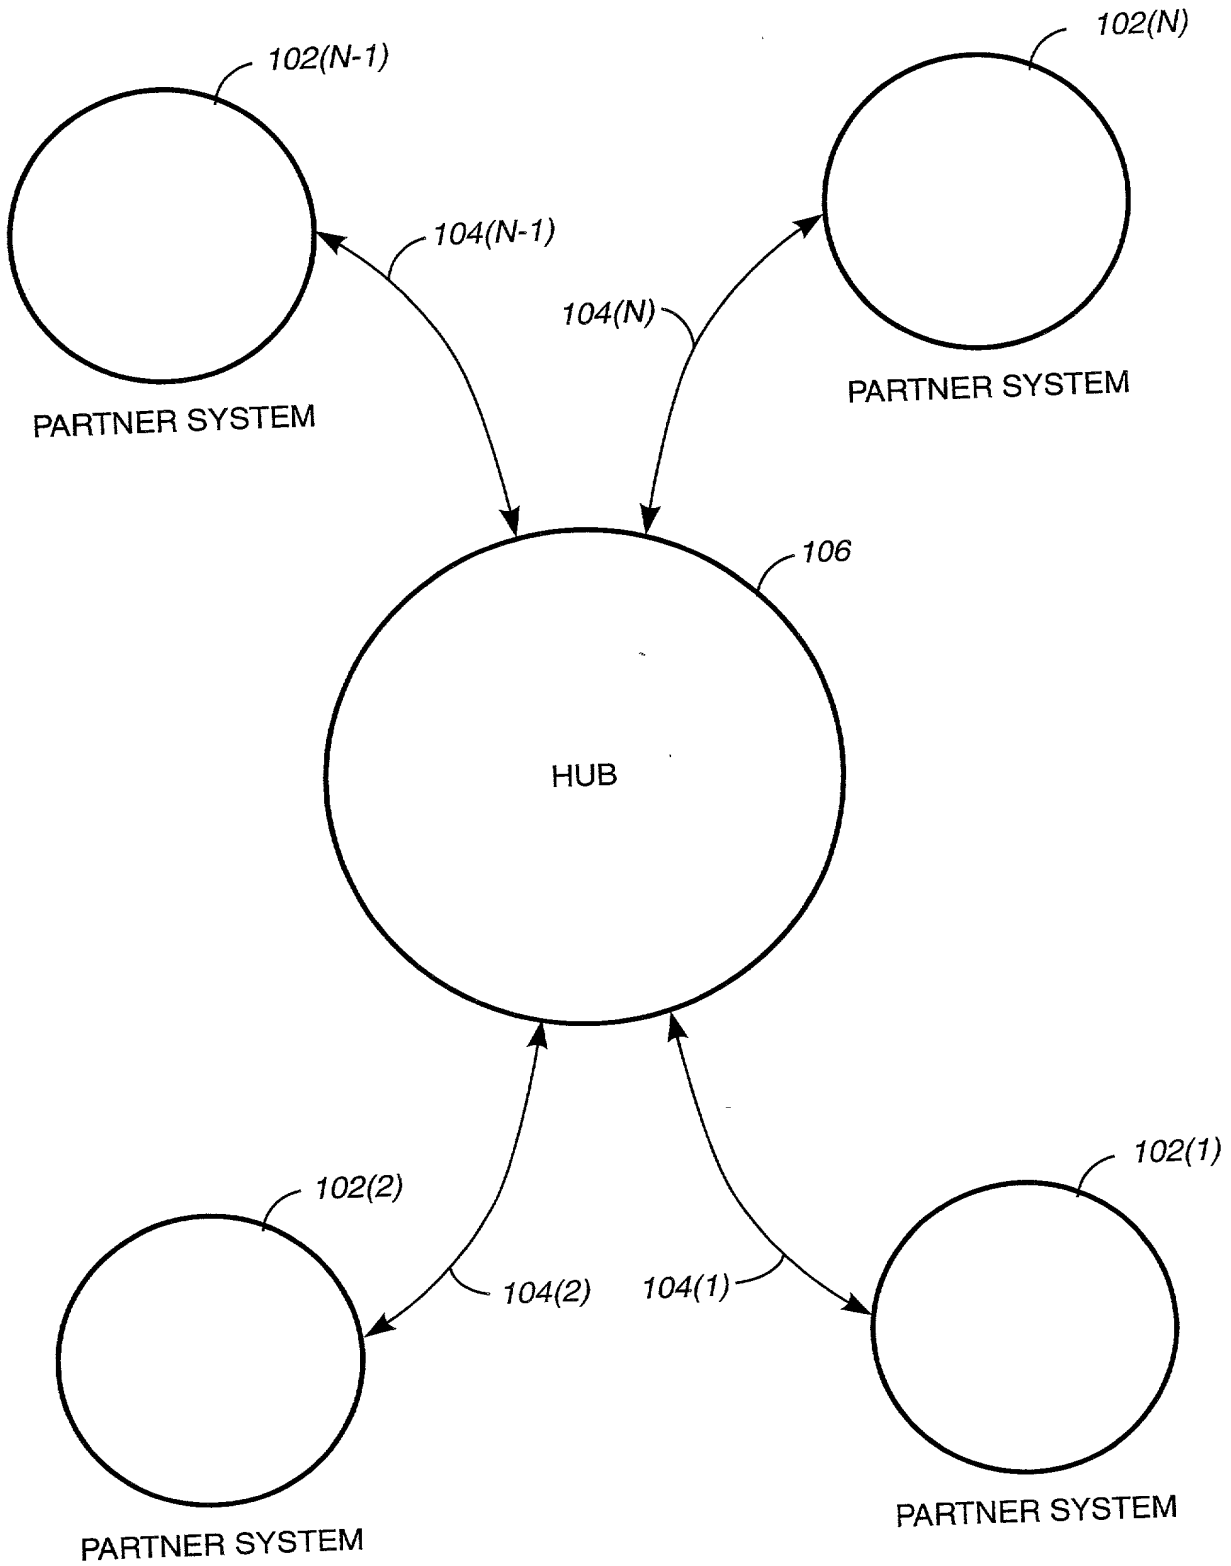 102(N)
102(N-1)
104(N-1)
104(N)
PARTNER SYSTEM
PARTNER SYSTEM
106
HUB
102(1)
102(2)
104(2)
104(1)
PARTNER SYSTEM
PARTNER SYSTEM